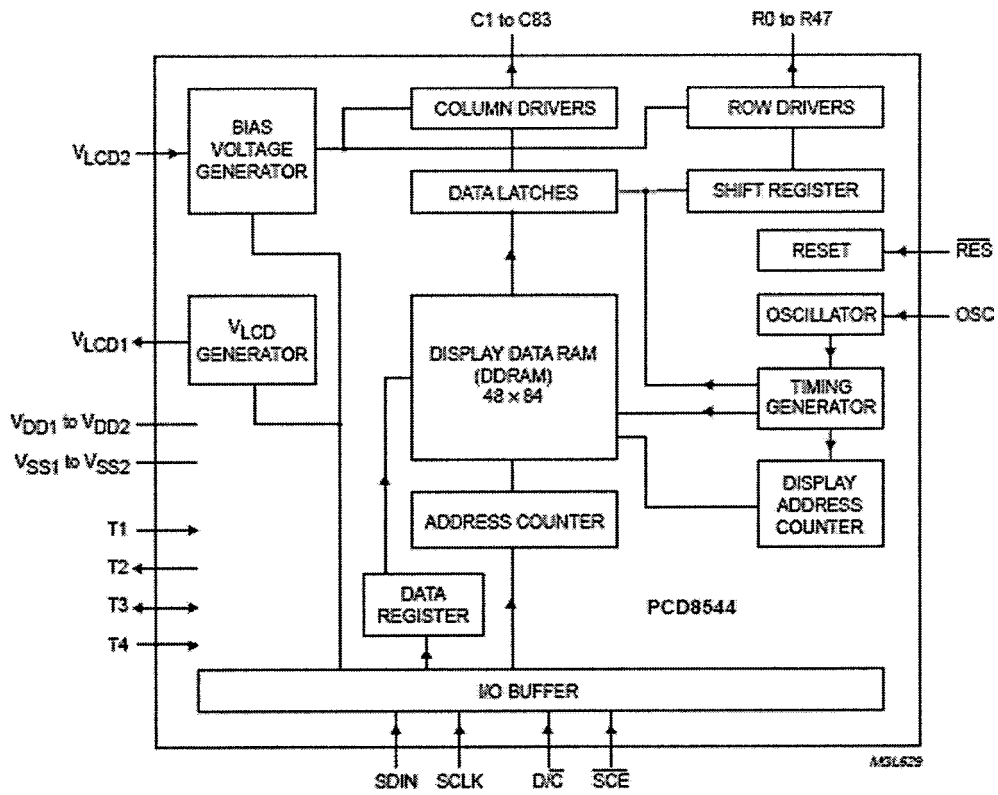 C1 to C83
R0 to R47
COLUMN DRIVERS
ROW DRIVERS
BIAS
VOLTAGE
GENERATOR
VLCD2
DATA LATCHES
SHIFT REGISTER
RESET
RES
OSCILLATOR
OSC
VLCD1
VLCD
GENERATOR
DISPLAY DATA RAM
(DDRAM)
48 × 84
TIMING
GENERATOR
VDD1 to VDD2
VSS1 to VSS2
DISPLAY
ADDRESS
COUNTER
ADDRESS COUNTER
T1
T2
T3
T4
DATA
REGISTER
PCD8544
I/O BUFFER
SDIN
SCLK
D/C
SCE
MGL629